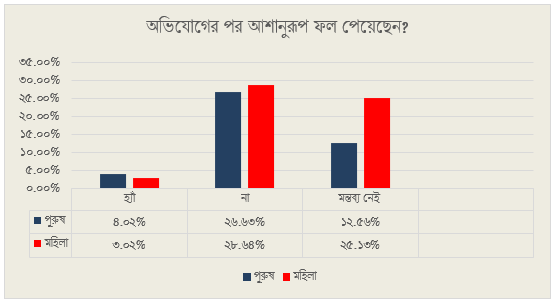 অভিযোগের পর আশানুরূপ ফল পেয়েছেন?
৩৫.০০%
৩০.০০%
২৫.০০%
২০.০০%
১৫.০০%
১০.০০%
৫.০০%
০.০০%
হ্যাঁ না মন্তব্য নেই
পুরুষ ৪.০২% ২৬.৬৩% ১২.৫৬%
মহিলা ৩.০২% ২৮.৬৪% ২৫.১৩%
পুরুষ মহিলা